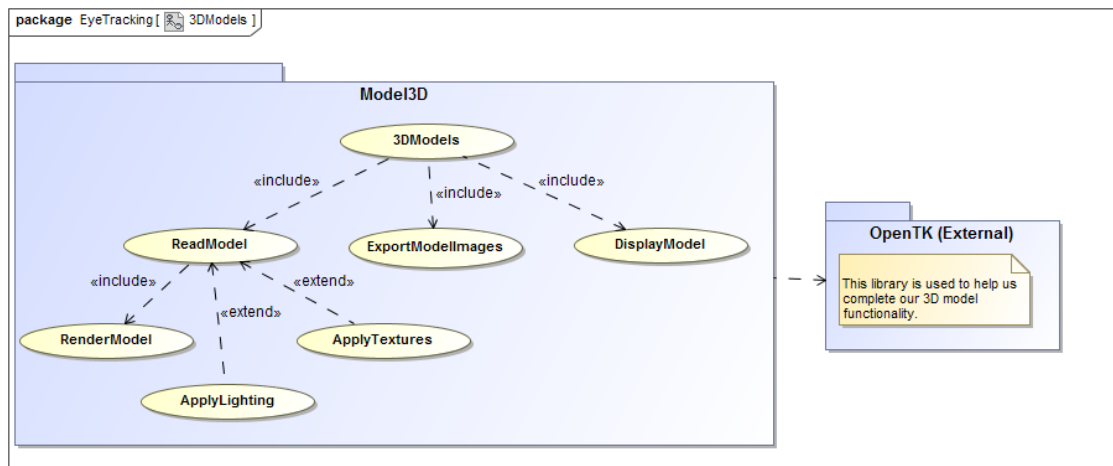 package EyeTracking [ 3DModels ]
Model3D
3DModels
«include»
«include»
«include»
ReadModel
ExportModelImages
DisplayModel
OpenTK (External)
This library is used to help us
complete our 3D model
functionality.
«include»
«extend»
«extend»
RenderModel
ApplyTextures
ApplyLighting